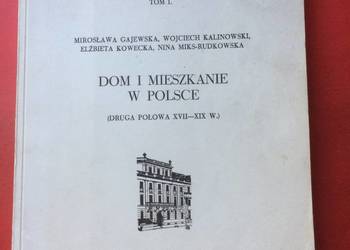 TOM I.
MIROSŁAWA GAJEWSKA, WOJCIECH KALINOWSKI,
ELŻBIETA KOWECKA, NINA MIKS-RUDKOWSKA
DOM I MIESZKANIE
W POLSCE
(DRUGA POŁOWA XVII—XIX W.)